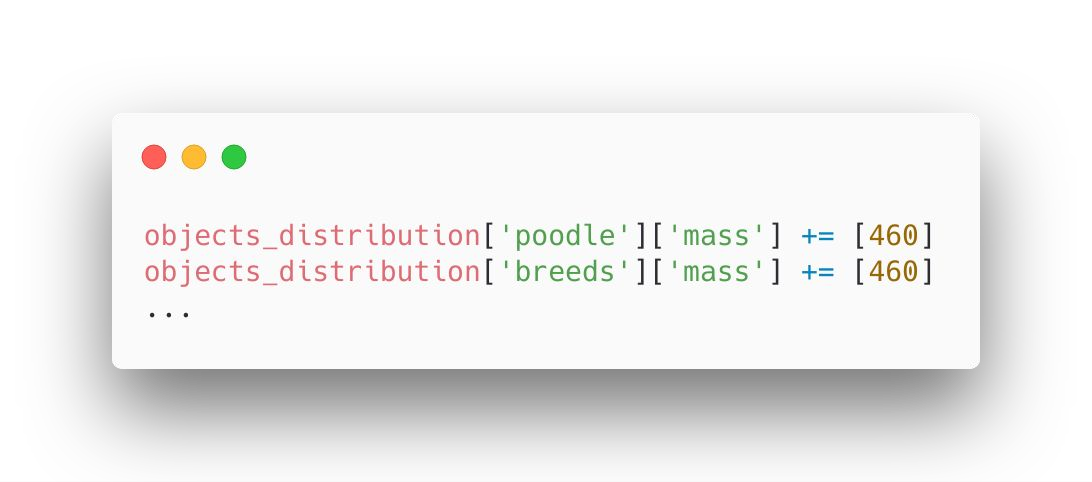 objects_distribution['poodle']['mass'] += [460]
objects_distribution['breeds']['mass'] += [460]
...